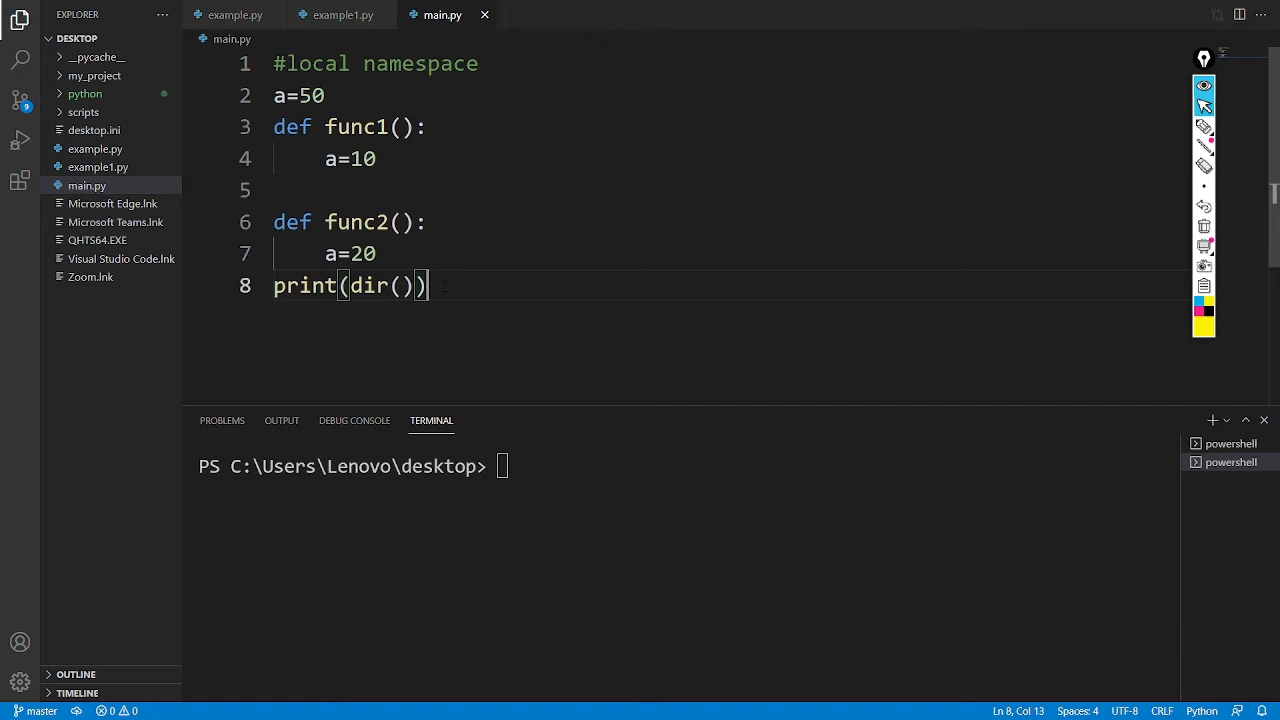 EXPLORER
example.py
example1.py
main.py
DESKTOP
__pycache__
my_project
python
scripts
desktop.ini
example.py
example1.py
main.py
Microsoft Edge.lnk
Microsoft Teams.lnk
QHTS64.EXE
Visual Studio Code.lnk
Zoom.lnk
OUTLINE
TIMELINE
9
main.py
1 #local namespace
2 a=50
3 def func1():
4 a=10
5
6 def func2():
7 a=20
8 print(dir())
PROBLEMS OUTPUT DEBUG CONSOLE TERMINAL
PS C:\Users\Lenovo\desktop>
powershell
powershell
master 0 0 Ln 8, Col 13 Spaces: 4 UTF-8 CRLF Python